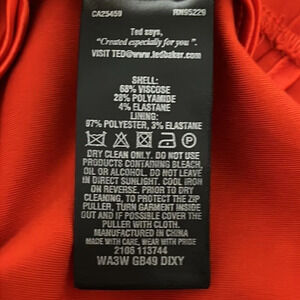 CA25459 RN95229
Ted says,
"Created especially for you"
VISIT TED@www.tedbaker.com
SHELL:
68% VISCOSE
28% POLYAMIDE
4% ELASTANE
LINING:
97% POLYESTER, 3% ELASTANE
DRY CLEAN ONLY. DO NOT USE
PRODUCTS CONTAINING BLEACH,
OIL OR ALCOHOL. DO NOT LEAVE
IN DIRECT SUNLIGHT. COOL IRON
ON REVERSE. PRIOR TO DRY
CLEANING, TO PROTECT THE ZIP
PULLER, TURN GARMENT INSIDE
OUT AND IF POSSIBLE COVER THE
PULLER WITH CLOTH.
MANUFACTURED IN CHINA
MADE WITH CARE, WEAR WITH PRIDE
2106 113744
WA3W GB49 DIXY